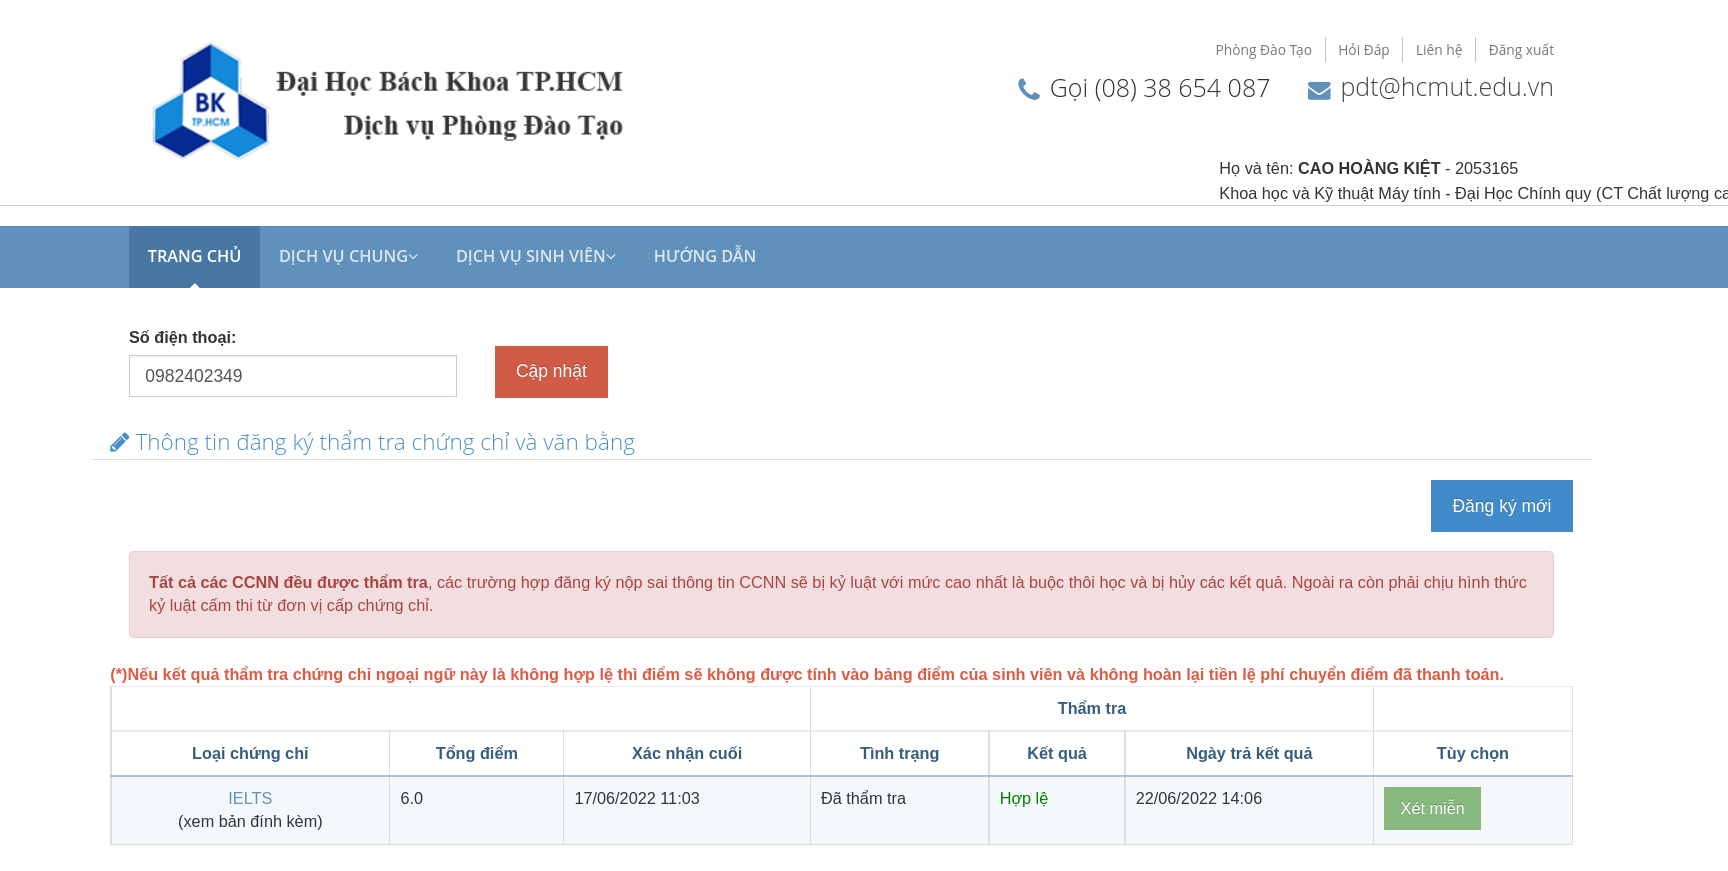 Phòng Đào Tạo Hỏi Đáp Liên hệ Đăng xuất
BK
TP.HCM
Đại Học Bách Khoa TP.HCM
Dịch vụ Phòng Đào Tạo
Gọi (08) 38 654 087 pdt@hcmut.edu.vn
Họ và tên: CAO HOÀNG KIỆT - 2053165
Khoa học và Kỹ thuật Máy tính - Đại Học Chính quy (CT Chất lượng ca
TRANG CHỦ DỊCH VỤ CHUNG DỊCH VỤ SINH VIÊN HƯỚNG DẪN
Số điện thoại:
0982402349 Cập nhật
Thông tin đăng ký thẩm tra chứng chỉ và văn bằng
Đăng ký mới
Tất cả các CCNN đều được thẩm tra, các trường hợp đăng ký nộp sai thông tin CCNN sẽ bị kỷ luật với mức cao nhất là buộc thôi học và bị hủy các kết quả. Ngoài ra còn phải chịu hình thức
kỷ luật cấm thi từ đơn vị cấp chứng chỉ.
(*)Nếu kết quả thẩm tra chứng chỉ ngoại ngữ này là không hợp lệ thì điểm sẽ không được tính vào bảng điểm của sinh viên và không hoàn lại tiền lệ phí chuyển điểm đã thanh toán.
Thẩm tra
Loại chứng chỉ Tổng điểm Xác nhận cuối Tình trạng Kết quả Ngày trả kết quả Tùy chọn
IELTS 6.0 17/06/2022 11:03 Đã thẩm tra Hợp lệ 22/06/2022 14:06 Xét miễn
(xem bản đính kèm)